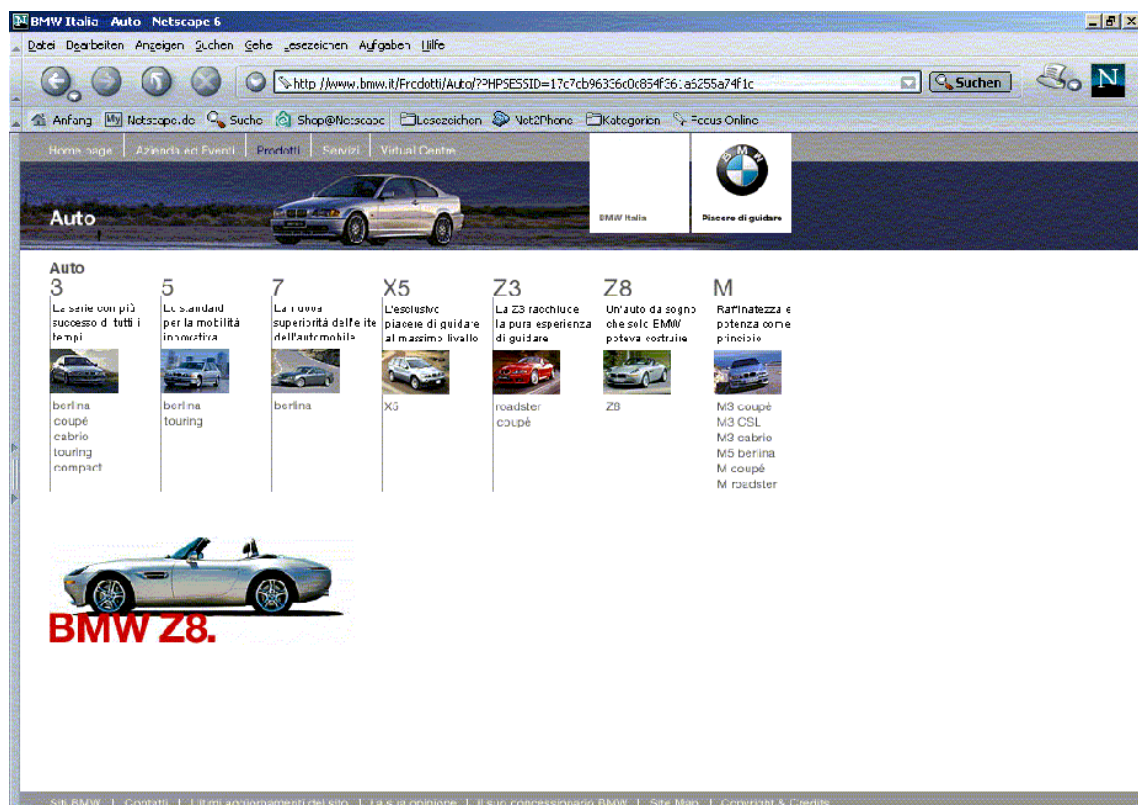 BMW Italia Auto Netscape 6
Datei Bearbeiten Anzeigen Suchen Gehe Lesezeichen Aufgaben Hilfe
Suchen
N
Anfang My Netscape.de Suche Shop@Netscape Lesezeichen Net2Phone Kategorien Focus Online
Home page Azienda ed Eventi Prodotti Servizi Virtual Centre
BMW
Auto
BMW Italia
Piacere di guidare
Auto
3
La serie con più
successo di tutti i
tempi
berlina
coupé
cabrio
touring
compact
5
Lo standard
per la mobilità
innovativa
berlina
touring
7
La nuova
superiorità dell'elite
dell'automobile
berlina
X5
L'esclusivo
piacere di guidare
al massimo livello
X5
Z3
La Z3 racchiude
la pura esperienza
di guidare
roadster
coupé
Z8
Un'auto da sogno
che solo BMW
poteva costruire
Z8
M
Raffinatezza e
potenza come
principio
M3 coupé
M3 CSL
M3 cabrio
M5 berlina
M coupé
M roadster
BMW Z8.
Siti BMW | Contatti | Ultimi aggiornamenti del sito | La sua opinione | Il suo concessionario BMW | Site Map | Copyright & Credits